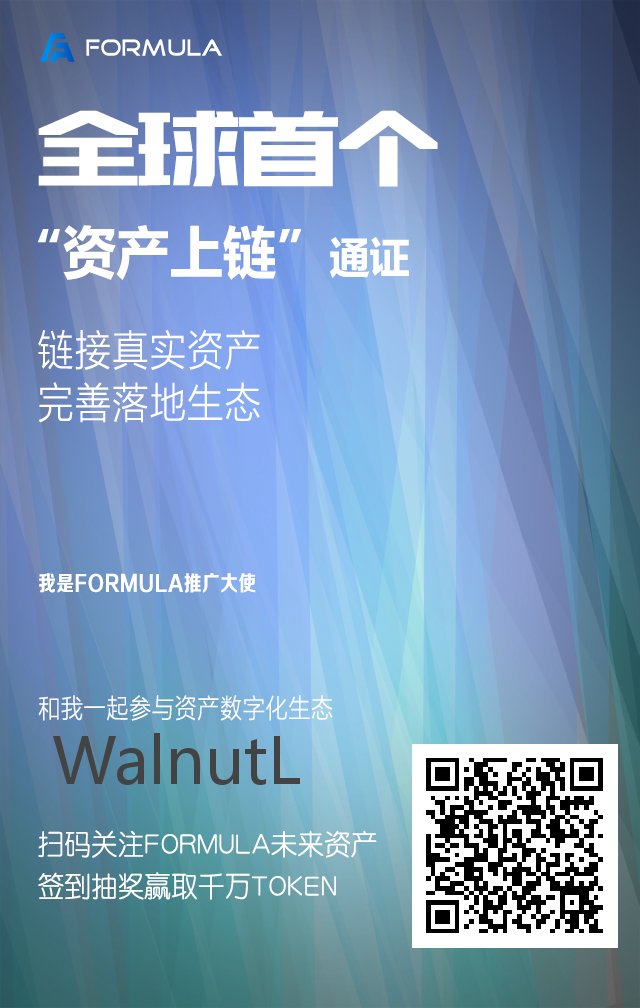 FORMULA
全球首个
“资产上链”通证
链接真实资产
完善落地生态
我是FORMULA推广大使
和我一起参与资产数字化生态
WalnutL
扫码关注FORMULA未来资产
签到抽奖赢取千万TOKEN